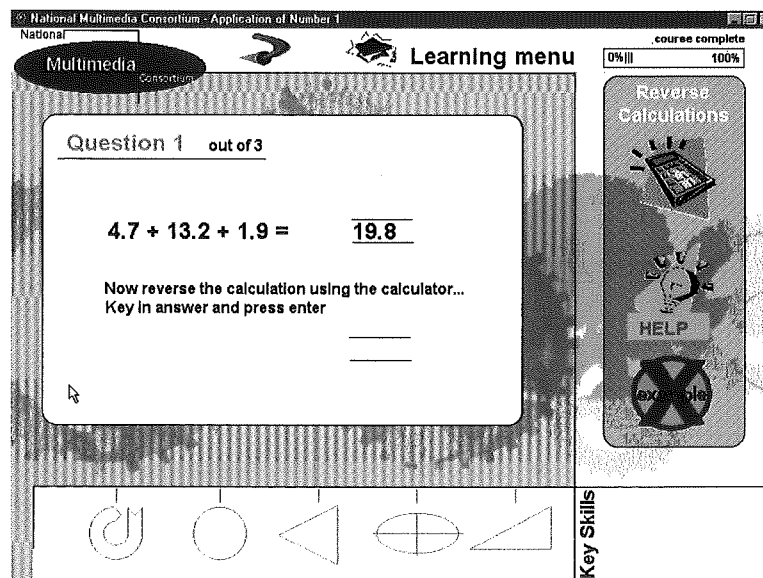 National Multimedia Consortium - Application of Number 1
National
Multimedia
Consortium
Learning menu
course complete
0% 100%
Reverse
Calculations
Question 1 out of 3
4.7 + 13.2 + 1.9 = 19.8
Now reverse the calculation using the calculator...
Key in answer and press enter
HELP
example
Key Skills